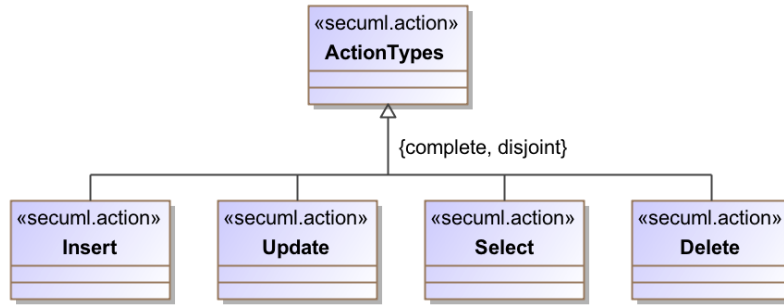 «secuml.action»
ActionTypes
{complete, disjoint}
«secuml.action» «secuml.action» «secuml.action» «secuml.action»
Insert Update Select Delete